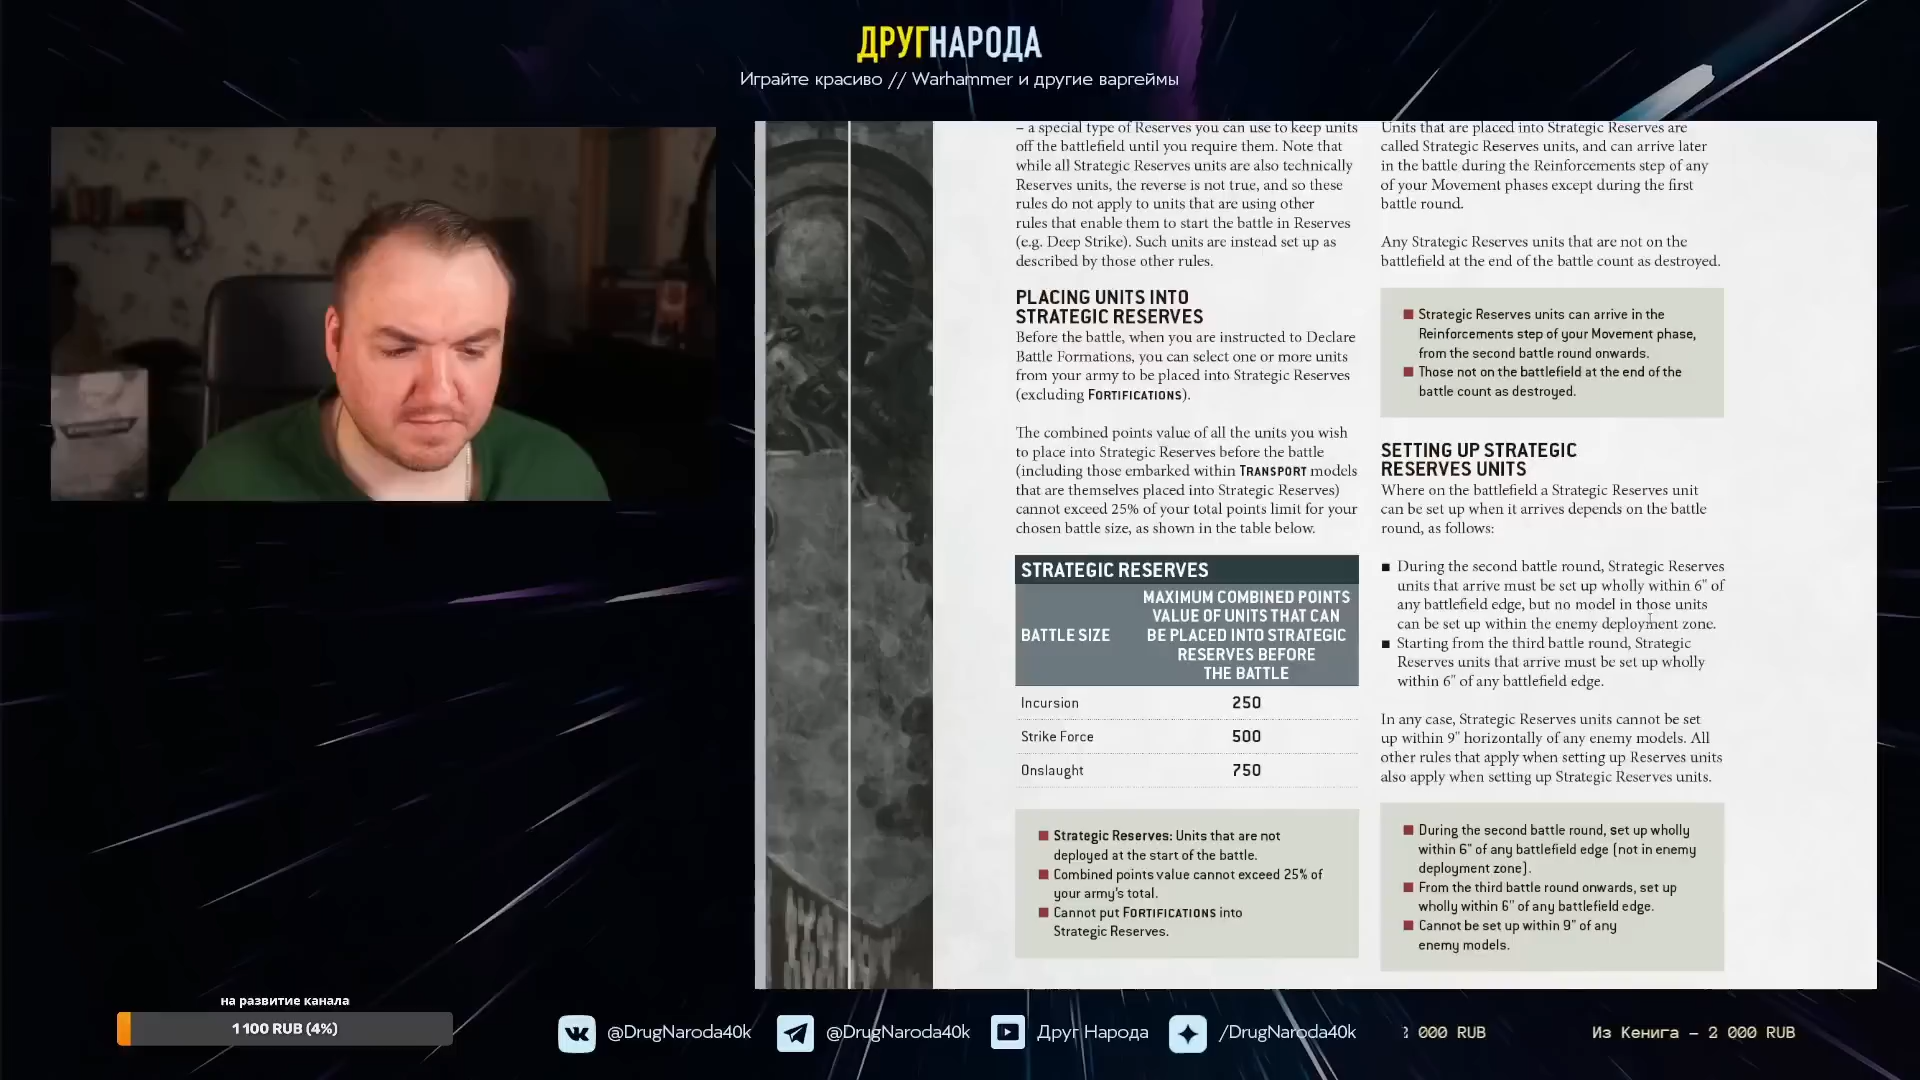 ДРУГНАРОДА
Играйте красиво // Warhammer и другие варгеймы
– a special type of Reserves you can use to keep units
off the battlefield until you require them. Note that
while all Strategic Reserves units are also technically
Reserves units, the reverse is not true, and so these
rules do not apply to units that are using other
rules that enable them to start the battle in Reserves
(e.g. Deep Strike). Such units are instead set up as
described by those other rules.
PLACING UNITS INTO
STRATEGIC RESERVES
Before the battle, when you are instructed to Declare
Battle Formations, you can select one or more units
from your army to be placed into Strategic Reserves
(excluding FORTIFICATIONS).
The combined points value of all the units you wish
to place into Strategic Reserves before the battle
(including those embarked within TRANSPORT models
that are themselves placed into Strategic Reserves)
cannot exceed 25% of your total points limit for your
chosen battle size, as shown in the table below.
STRATEGIC RESERVES
BATTLE SIZE
MAXIMUM COMBINED POINTS
VALUE OF UNITS THAT CAN
BE PLACED INTO STRATEGIC
RESERVES BEFORE
THE BATTLE
Incursion 250
Strike Force 500
Onslaught 750
■ Strategic Reserves: Units that are not
deployed at the start of the battle.
■ Combined points value cannot exceed 25% of
your army's total.
■ Cannot put FORTIFICATIONS into
Strategic Reserves.
Units that are placed into Strategic Reserves are
called Strategic Reserves units, and can arrive later
in the battle during the Reinforcements step of any
of your Movement phases except during the first
battle round.
Any Strategic Reserves units that are not on the
battlefield at the end of the battle count as destroyed.
■ Strategic Reserves units can arrive in the
Reinforcements step of your Movement phase,
from the second battle round onwards.
■ Those not on the battlefield at the end of the
battle count as destroyed.
SETTING UP STRATEGIC
RESERVES UNITS
Where on the battlefield a Strategic Reserves unit
can be set up when it arrives depends on the battle
round, as follows:
■ During the second battle round, Strategic Reserves
units that arrive must be set up wholly within 6" of
any battlefield edge, but no model in those units
can be set up within the enemy deployment zone.
■ Starting from the third battle round, Strategic
Reserves units that arrive must be set up wholly
within 6" of any battlefield edge.
In any case, Strategic Reserves units cannot be set
up within 9" horizontally of any enemy models. All
other rules that apply when setting up Reserves units
also apply when setting up Strategic Reserves units.
■ During the second battle round, set up wholly
within 6" of any battlefield edge (not in enemy
deployment zone).
■ From the third battle round onwards, set up
wholly within 6" of any battlefield edge.
■ Cannot be set up within 9" of any
enemy models.
на развитие канала
1 100 RUB (4%)
@DrugNaroda40k
@DrugNaroda40k
Друг Народа
/DrugNaroda40k
2 000 RUB
Из Кенига – 2 000 RUB